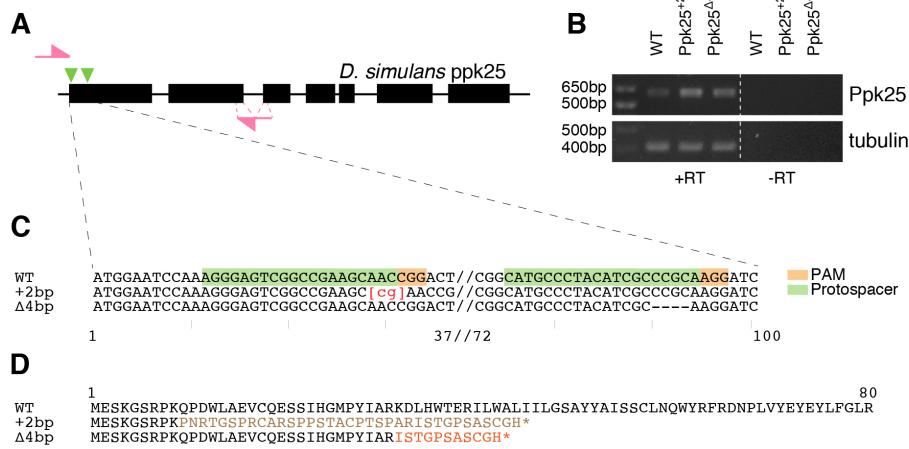 A
D. simulans ppk25
B
WT
Ppk25+2
Ppk25Δ
WT
Ppk25+2
Ppk25Δ
650bp
500bp
Ppk25
500bp
400bp
tubulin
+RT
-RT
C
WT ATGGAATCCAAAGGGAGTCGGCCGAAGCAACCGGACT//CGGCATGCCCTACATCGCCCGCAAGGATC
+2bp ATGGAATCCAAAGGGAGTCGGCCGAAGC[cg]AACCG//CGGCATGCCCTACATCGCCCGCAAGGATC
Δ4bp ATGGAATCCAAAGGGAGTCGGCCGAAGCAACCGGACT//CGGCATGCCCTACATCGC----AAGGATC
1 37//72 100
PAM
Protospacer
D
1 80
WT MESKGSRPKQPDWLAEVCQESSIHGMPYIARKDLHWTERILWALIILGSAYYAISSCLNQWYRFRDNPLVYEYEYLFGLR
+2bp MESKGSRPKPNRTGSPRCARSPPSTACPTSPARISTGPSASCGH*
Δ4bp MESKGSRPKQPDWLAEVCQESSIHGMPYIARISTGPSASCGH*